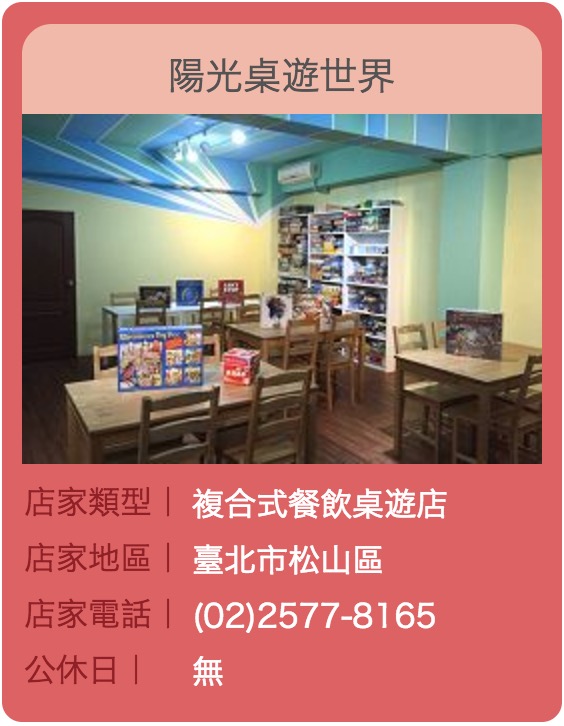 陽光桌遊世界
店家類型｜ 複合式餐飲桌遊店
店家地區｜ 臺北市松山區
店家電話｜ (02)2577-8165
公休日｜ 無